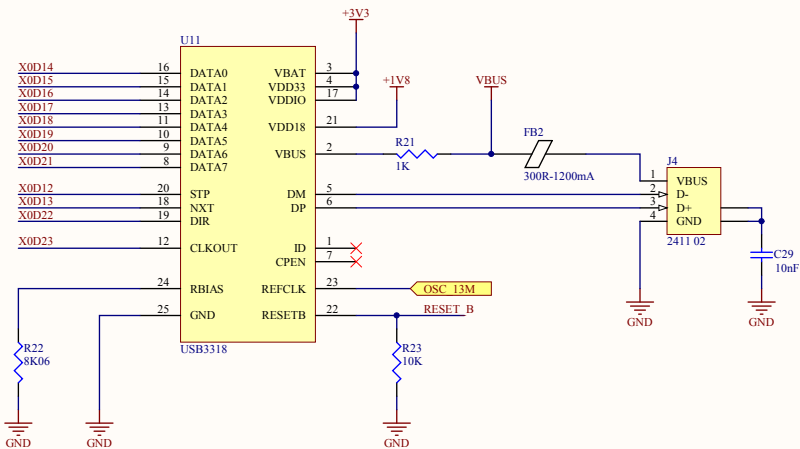 +3V3
U11
X0D14 16 DATA0 VBAT 3
X0D15 15 DATA1 VDD33 4
X0D16 14 DATA2 VDDIO 17
X0D17 13 DATA3
X0D18 11 DATA4 VDD18 21
X0D19 10 DATA5
X0D20 9 DATA6 VBUS 2
X0D21 8 DATA7
+1V8
VBUS
R21
1K
FB2
300R-1200mA
X0D12 20 STP DM 5
X0D13 18 NXT DP 6
X0D22 19 DIR
X0D23 12 CLKOUT ID 1
CPEN 7
24 RBIAS REFCLK 23 OSC_13M
25 GND RESETB 22 RESET_B
USB3318
J4
1 VBUS
2 D-
3 D+
4 GND
2411 02
C29
10nF
GND
GND
R22
8K06
R23
10K
GND
GND
GND